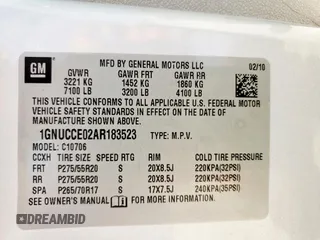 GM
MFD BY GENERAL MOTORS LLC
02/10
GVWR GAWR FRT GAWR RR
3221 KG 1452 KG 1860 KG
7100 LB 3200 LB 4100 LB
THIS VEHICLE CONFORMS TO ALL APPLICABLE U.S. FEDERAL MOTOR
VEHICLE SAFETY STANDARDS IN EFFECT ON THE DATE OF
MANUFACTURE SHOWN ABOVE.
1GNUCCE02AR183523 TYPE: M.P.V.
MODEL: C10706
CCXH TIRE SIZE SPEED RTG RIM COLD TIRE PRESSURE
FRT P275/55R20 S 20X8.5J 220KPA(32PSI)
RR P275/55R20 S 20X8.5J 220KPA(32PSI)
SPA P265/70R17 S 17X7.5J 240KPA(35PSI)
SEE OWNER'S MANUAL FOR MORE INFORMATION.
DREAMBID